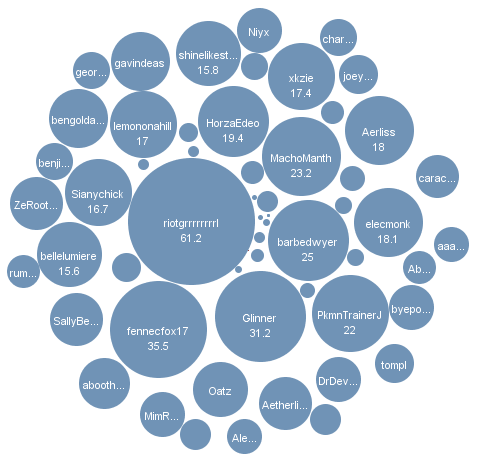 Niyx
char...
shinelikest...
15.8
gavindeas
geor...
xkzie
17.4
joey...
bengolda...
lemononahill
17
HorzaEdeo
19.4
Aerliss
18
MachoManth
23.2
benji...
carac...
Sianychick
16.7
ZeRoot...
riotgrrrrrrrrl
61.2
elecmonk
18.1
barbedwyer
25
aaa...
bellelumiere
15.6
rum...
Ab...
SallyBe...
fennecfox17
35.5
Glinner
31.2
PkmnTrainerJ
22
byepo...
tompl
abooth...
Oatz
DrDev...
Aetherli...
MimR...
Ale...